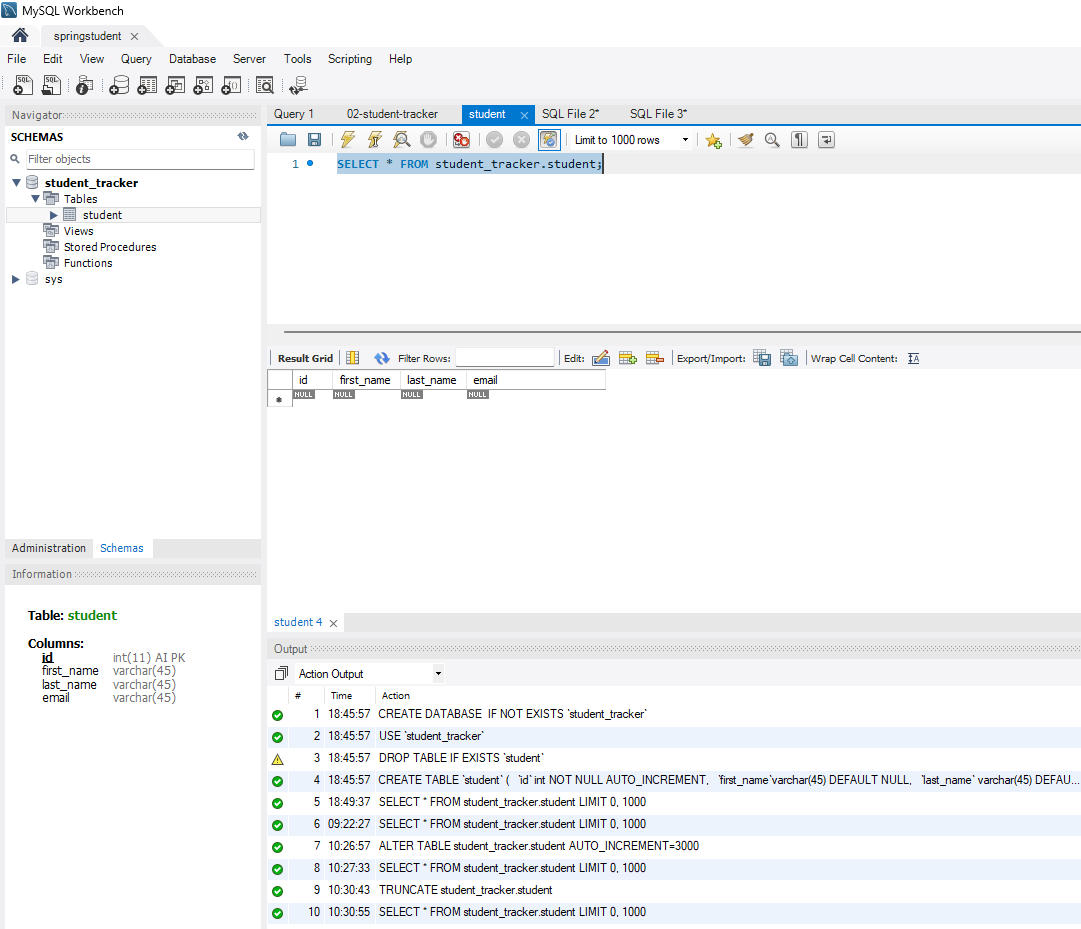 MySQL Workbench
springstudent
File Edit View Query Database Server Tools Scripting Help
Navigator
SCHEMAS
Filter objects
student_tracker
Tables
student
Views
Stored Procedures
Functions
sys
Administration Schemas
Information
Table: student
Columns:
id int(11) AI PK
first_name varchar(45)
last_name varchar(45)
email varchar(45)
Query 1 02-student-tracker student SQL File 2* SQL File 3*
Limit to 1000 rows
1 SELECT * FROM student_tracker.student;
Result Grid Filter Rows: Edit: Export/Import: Wrap Cell Content:
id first_name last_name email
* NULL NULL NULL NULL
student 4
Output
Action Output
# Time Action
1 18:45:57 CREATE DATABASE  IF NOT EXISTS `student_tracker`
2 18:45:57 USE `student_tracker`
3 18:45:57 DROP TABLE IF EXISTS `student`
4 18:45:57 CREATE TABLE `student` (   `id` int NOT NULL AUTO_INCREMENT,   `first_name` varchar(45) DEFAULT NULL,   `last_name` varchar(45) DEFAU...
5 18:49:37 SELECT * FROM student_tracker.student LIMIT 0, 1000
6 09:22:27 SELECT * FROM student_tracker.student LIMIT 0, 1000
7 10:26:57 ALTER TABLE student_tracker.student AUTO_INCREMENT=3000
8 10:27:33 SELECT * FROM student_tracker.student LIMIT 0, 1000
9 10:30:43 TRUNCATE student_tracker.student
10 10:30:55 SELECT * FROM student_tracker.student LIMIT 0, 1000